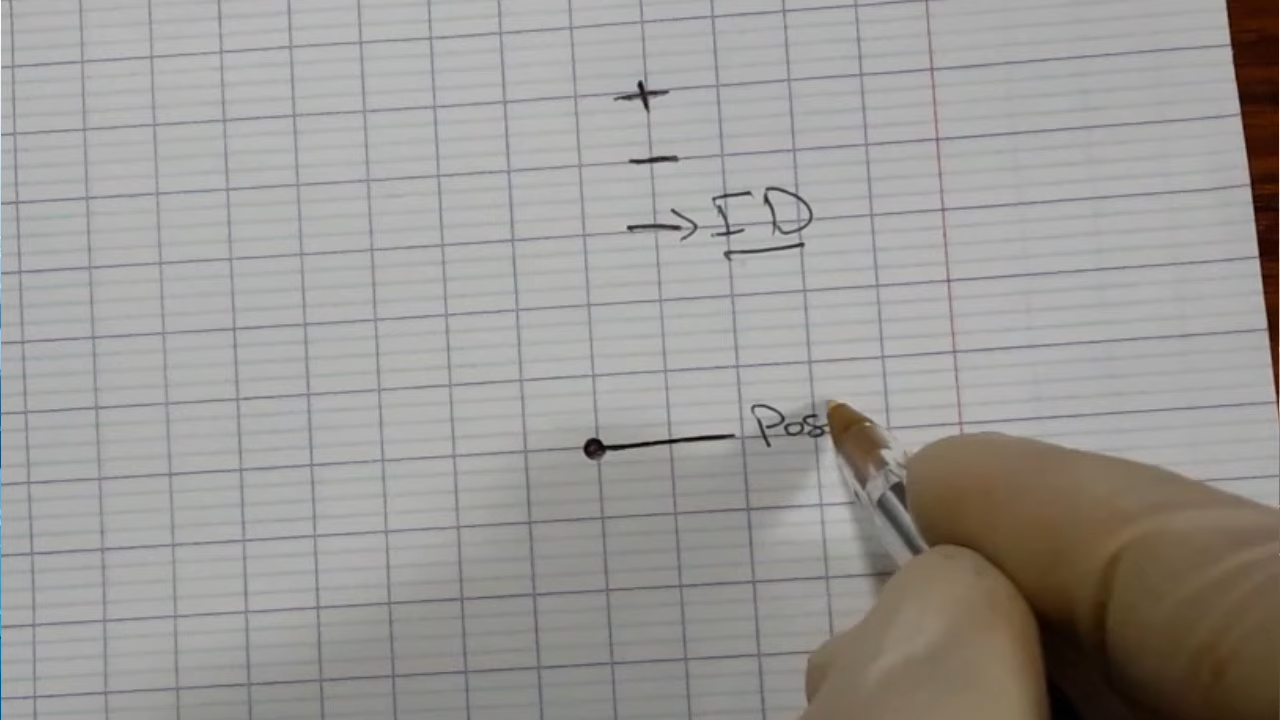 +
-
→ ID
Pos